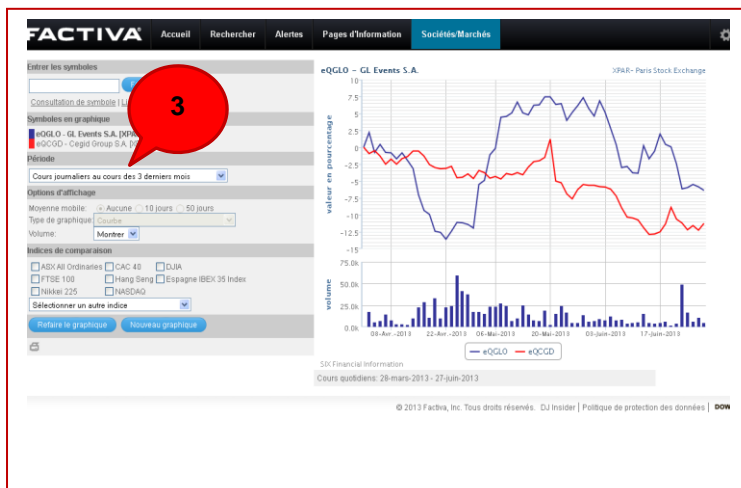 FACTIVA Accueil Rechercher Alertes Pages d'Information Sociétés/Marchés
Entrer les symboles
Consultation de symbole
Symboles en graphique
eQGLO - GL Events S.A.
eQCGD - Cegid Group S.A.
3
Période
Cours journaliers au cours des 3 derniers mois
Options d'affichage
Moyenne mobile: Aucune 10 jours 50 jours
Type de graphique: Courbe
Volume: Montrer
Indices de comparaison
ASX All Ordinaries CAC 40 DJIA
FTSE 100 Hang Seng Espagne IBEX 35 Index
Nikkei 225 NASDAQ
Sélectionner un autre indice
Refaire le graphique Nouveau graphique
eQGLO - GL Events S.A. XPAR- Paris Stock Exchange
valeur en pourcentage
10
7.5
5
2.5
0
-2.5
-5
-7.5
-10
-12.5
-15
volume
75.0k
50.0k
25.0k
0.0k
08-Avr.-2013 22-Avr.-2013 06-Mai-2013 20-Mai-2013 03-Juin-2013 17-Juin-2013
eQGLO eQCGD
SIX Financial Information
Cours quotidiens: 28-mars-2013 - 27-juin-2013
© 2013 Factiva, Inc. Tous droits réservés. DJ Insider | Politique de protection des données |